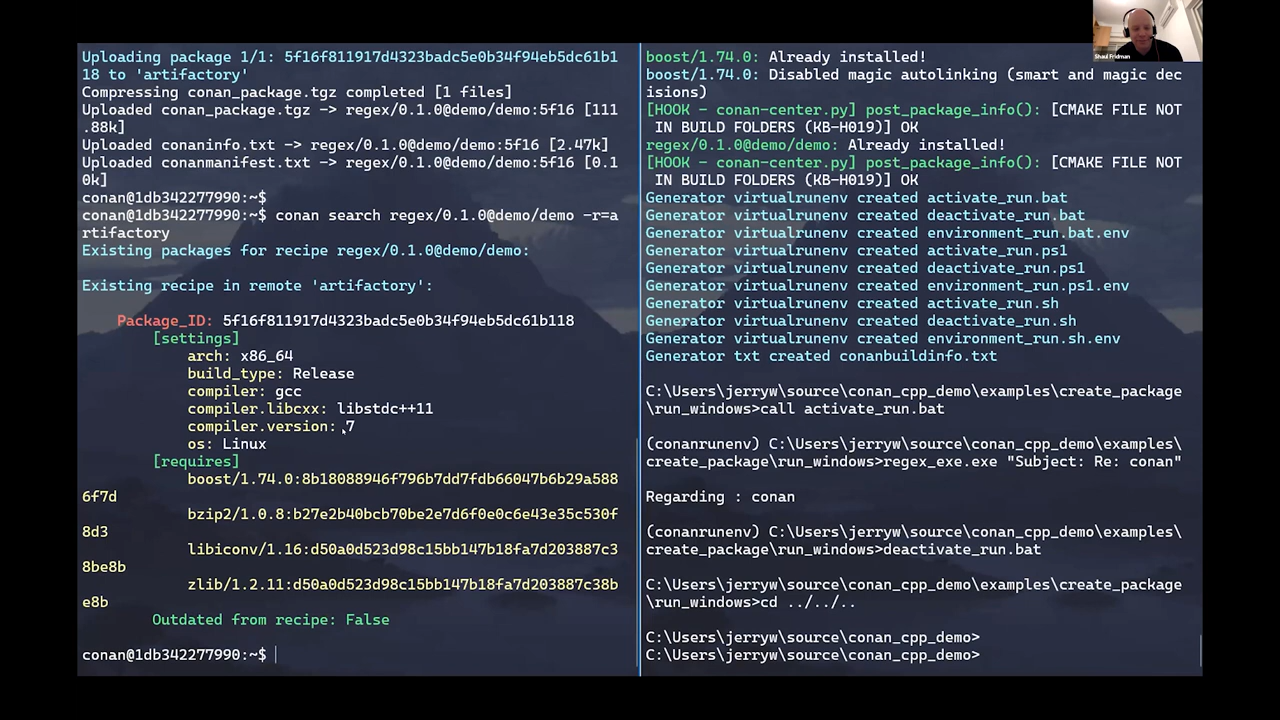 Uploading package 1/1: 5f16f811917d4323badc5e0b34f94eb5dc61b1
18 to 'artifactory'
Compressing conan_package.tgz completed [1 files]
Uploaded conan_package.tgz -> regex/0.1.0@demo/demo:5f16 [111
.88k]
Uploaded conaninfo.txt -> regex/0.1.0@demo/demo:5f16 [2.47k]
Uploaded conanmanifest.txt -> regex/0.1.0@demo/demo:5f16 [0.1
0k]
conan@1db342277990:~$
conan@1db342277990:~$ conan search regex/0.1.0@demo/demo -r=a
rtifactory
Existing packages for recipe regex/0.1.0@demo/demo:
Existing recipe in remote 'artifactory':
Package_ID: 5f16f811917d4323badc5e0b34f94eb5dc61b118
[settings]
arch: x86_64
build_type: Release
compiler: gcc
compiler.libcxx: libstdc++11
compiler.version: 7
os: Linux
[requires]
boost/1.74.0:8b18088946f796b7dd7fdb66047b6b29a588
6f7d
bzip2/1.0.8:b27e2b40bcb70be2e7d6f0e0c6e43e35c530f
8d3
libiconv/1.16:d50a0d523d98c15bb147b18fa7d203887c3
8be8b
zlib/1.2.11:d50a0d523d98c15bb147b18fa7d203887c38b
e8b
Outdated from recipe: False
conan@1db342277990:~$
boost/1.74.0: Already installed!
boost/1.74.0: Disabled magic autolinking (smart and magic dec
isions)
[HOOK - conan-center.py] post_package_info(): [CMAKE FILE NOT
IN BUILD FOLDERS (KB-H019)] OK
regex/0.1.0@demo/demo: Already installed!
[HOOK - conan-center.py] post_package_info(): [CMAKE FILE NOT
IN BUILD FOLDERS (KB-H019)] OK
Generator virtualrunenv created activate_run.bat
Generator virtualrunenv created deactivate_run.bat
Generator virtualrunenv created environment_run.bat.env
Generator virtualrunenv created activate_run.ps1
Generator virtualrunenv created deactivate_run.ps1
Generator virtualrunenv created environment_run.ps1.env
Generator virtualrunenv created activate_run.sh
Generator virtualrunenv created deactivate_run.sh
Generator virtualrunenv created environment_run.sh.env
Generator txt created conanbuildinfo.txt
C:\Users\jerryw\source\conan_cpp_demo\examples\create_package
\run_windows>call activate_run.bat
(conanrunenv) C:\Users\jerryw\source\conan_cpp_demo\examples\
create_package\run_windows>regex_exe.exe "Subject: Re: conan"
Regarding : conan
(conanrunenv) C:\Users\jerryw\source\conan_cpp_demo\examples\
create_package\run_windows>deactivate_run.bat
C:\Users\jerryw\source\conan_cpp_demo\examples\create_package
\run_windows>cd ../../..
C:\Users\jerryw\source\conan_cpp_demo>
C:\Users\jerryw\source\conan_cpp_demo>
Shaul Fridman